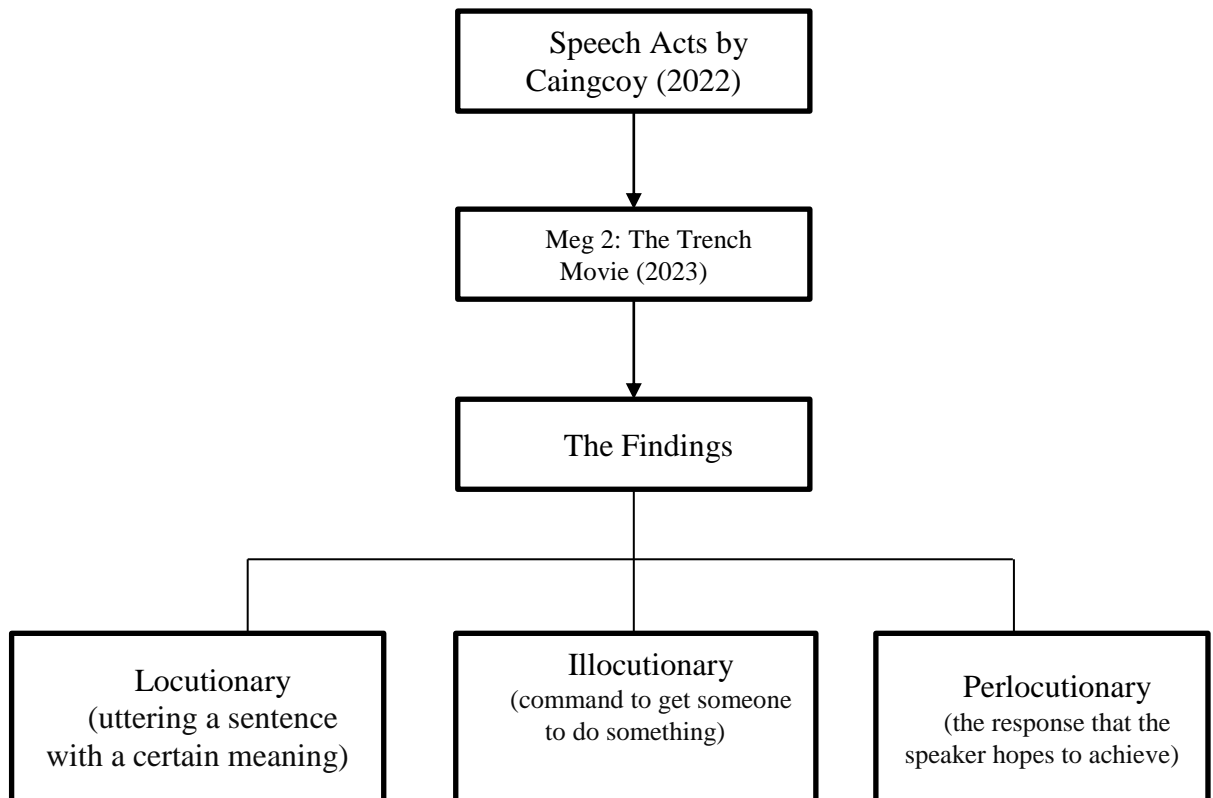 Speech Acts by
Caingcoy (2022)
Meg 2: The Trench
Movie (2023)
The Findings
Locutionary
(uttering a sentence
with a certain meaning)
Illocutionary
(command to get someone
to do something)
Perlocutionary
(the response that the
speaker hopes to achieve)